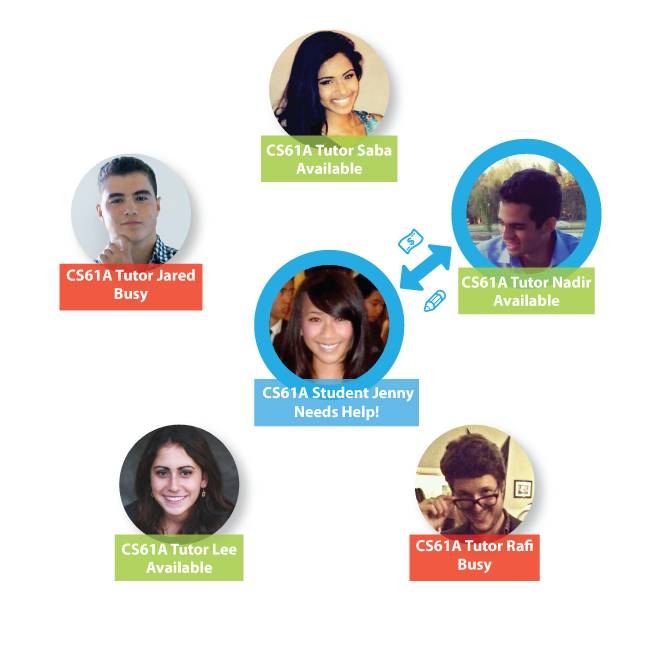 CS61A Tutor Saba
Available
CS61A Tutor Jared
Busy
CS61A Tutor Nadir
Available
$
CS61A Student Jenny
Needs Help!
CS61A Tutor Lee
Available
CS61A Tutor Rafi
Busy